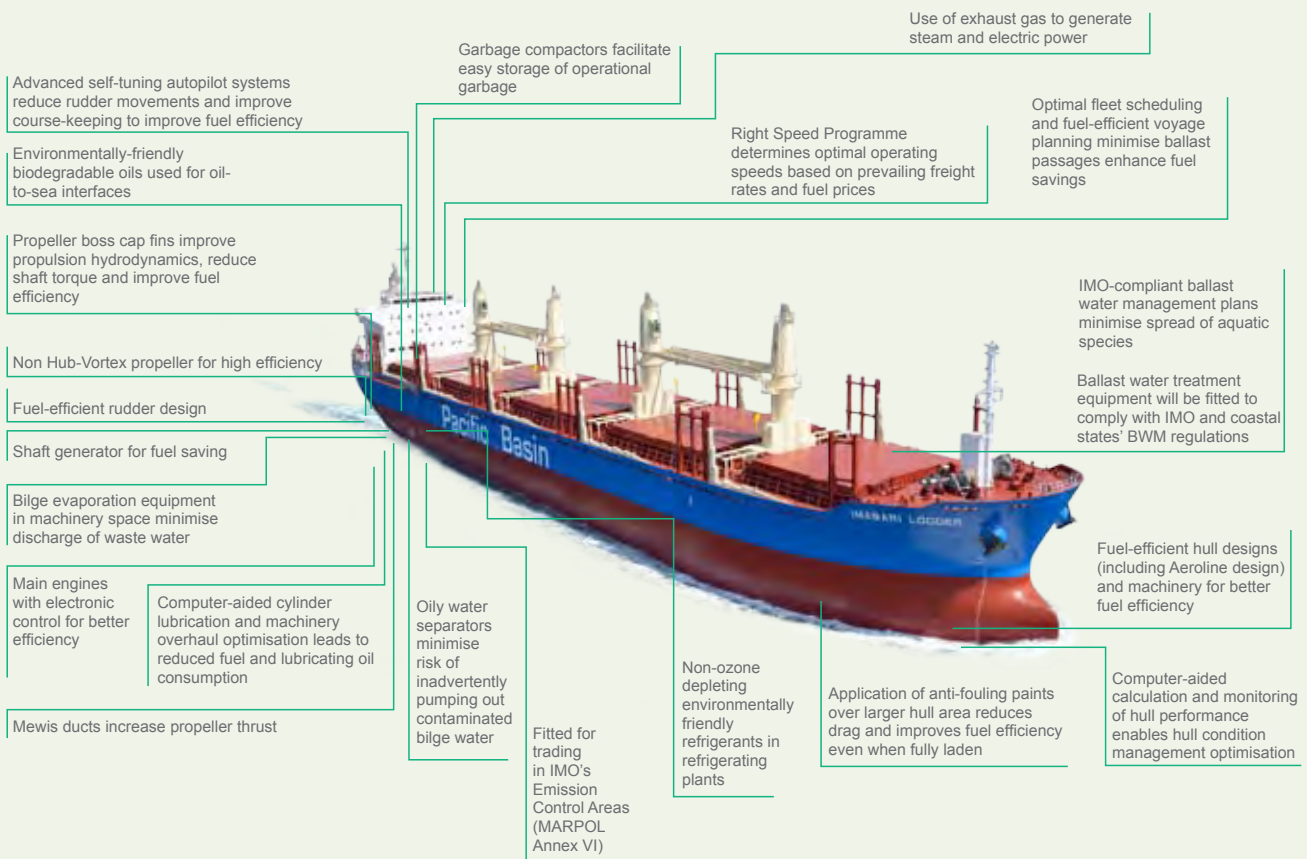 Use of exhaust gas to generate
steam and electric power
Garbage compactors facilitate
easy storage of operational
garbage
Advanced self-tuning autopilot systems
reduce rudder movements and improve
course-keeping to improve fuel efficiency
Optimal fleet scheduling
and fuel-efficient voyage
planning minimise ballast
passages enhance fuel
savings
Right Speed Programme
determines optimal operating
speeds based on prevailing freight
rates and fuel prices
Environmentally-friendly
biodegradable oils used for oil-
to-sea interfaces
Propeller boss cap fins improve
propulsion hydrodynamics, reduce
shaft torque and improve fuel
efficiency
IMO-compliant ballast
water management plans
minimise spread of aquatic
species
Ballast water treatment
equipment will be fitted to
comply with IMO and coastal
states' BWM regulations
Non Hub-Vortex propeller for high efficiency
Fuel-efficient rudder design
Shaft generator for fuel saving
Pacific Basin
IMABARI LOGGER
Bilge evaporation equipment
in machinery space minimise
discharge of waste water
Main engines
with electronic
control for better
efficiency
Computer-aided cylinder
lubrication and machinery
overhaul optimisation leads to
reduced fuel and lubricating oil
consumption
Mewis ducts increase propeller thrust
Oily water
separators
minimise
risk of
inadvertently
pumping out
contaminated
bilge water
Fitted for
trading
in IMO's
Emission
Control Areas
(MARPOL
Annex VI)
Non-ozone
depleting
environmentally
friendly
refrigerants in
refrigerating
plants
Application of anti-fouling paints
over larger hull area reduces
drag and improves fuel efficiency
even when fully laden
Fuel-efficient hull designs
(including Aeroline design)
and machinery for better
fuel efficiency
Computer-aided
calculation and monitoring
of hull performance
enables hull condition
management optimisation